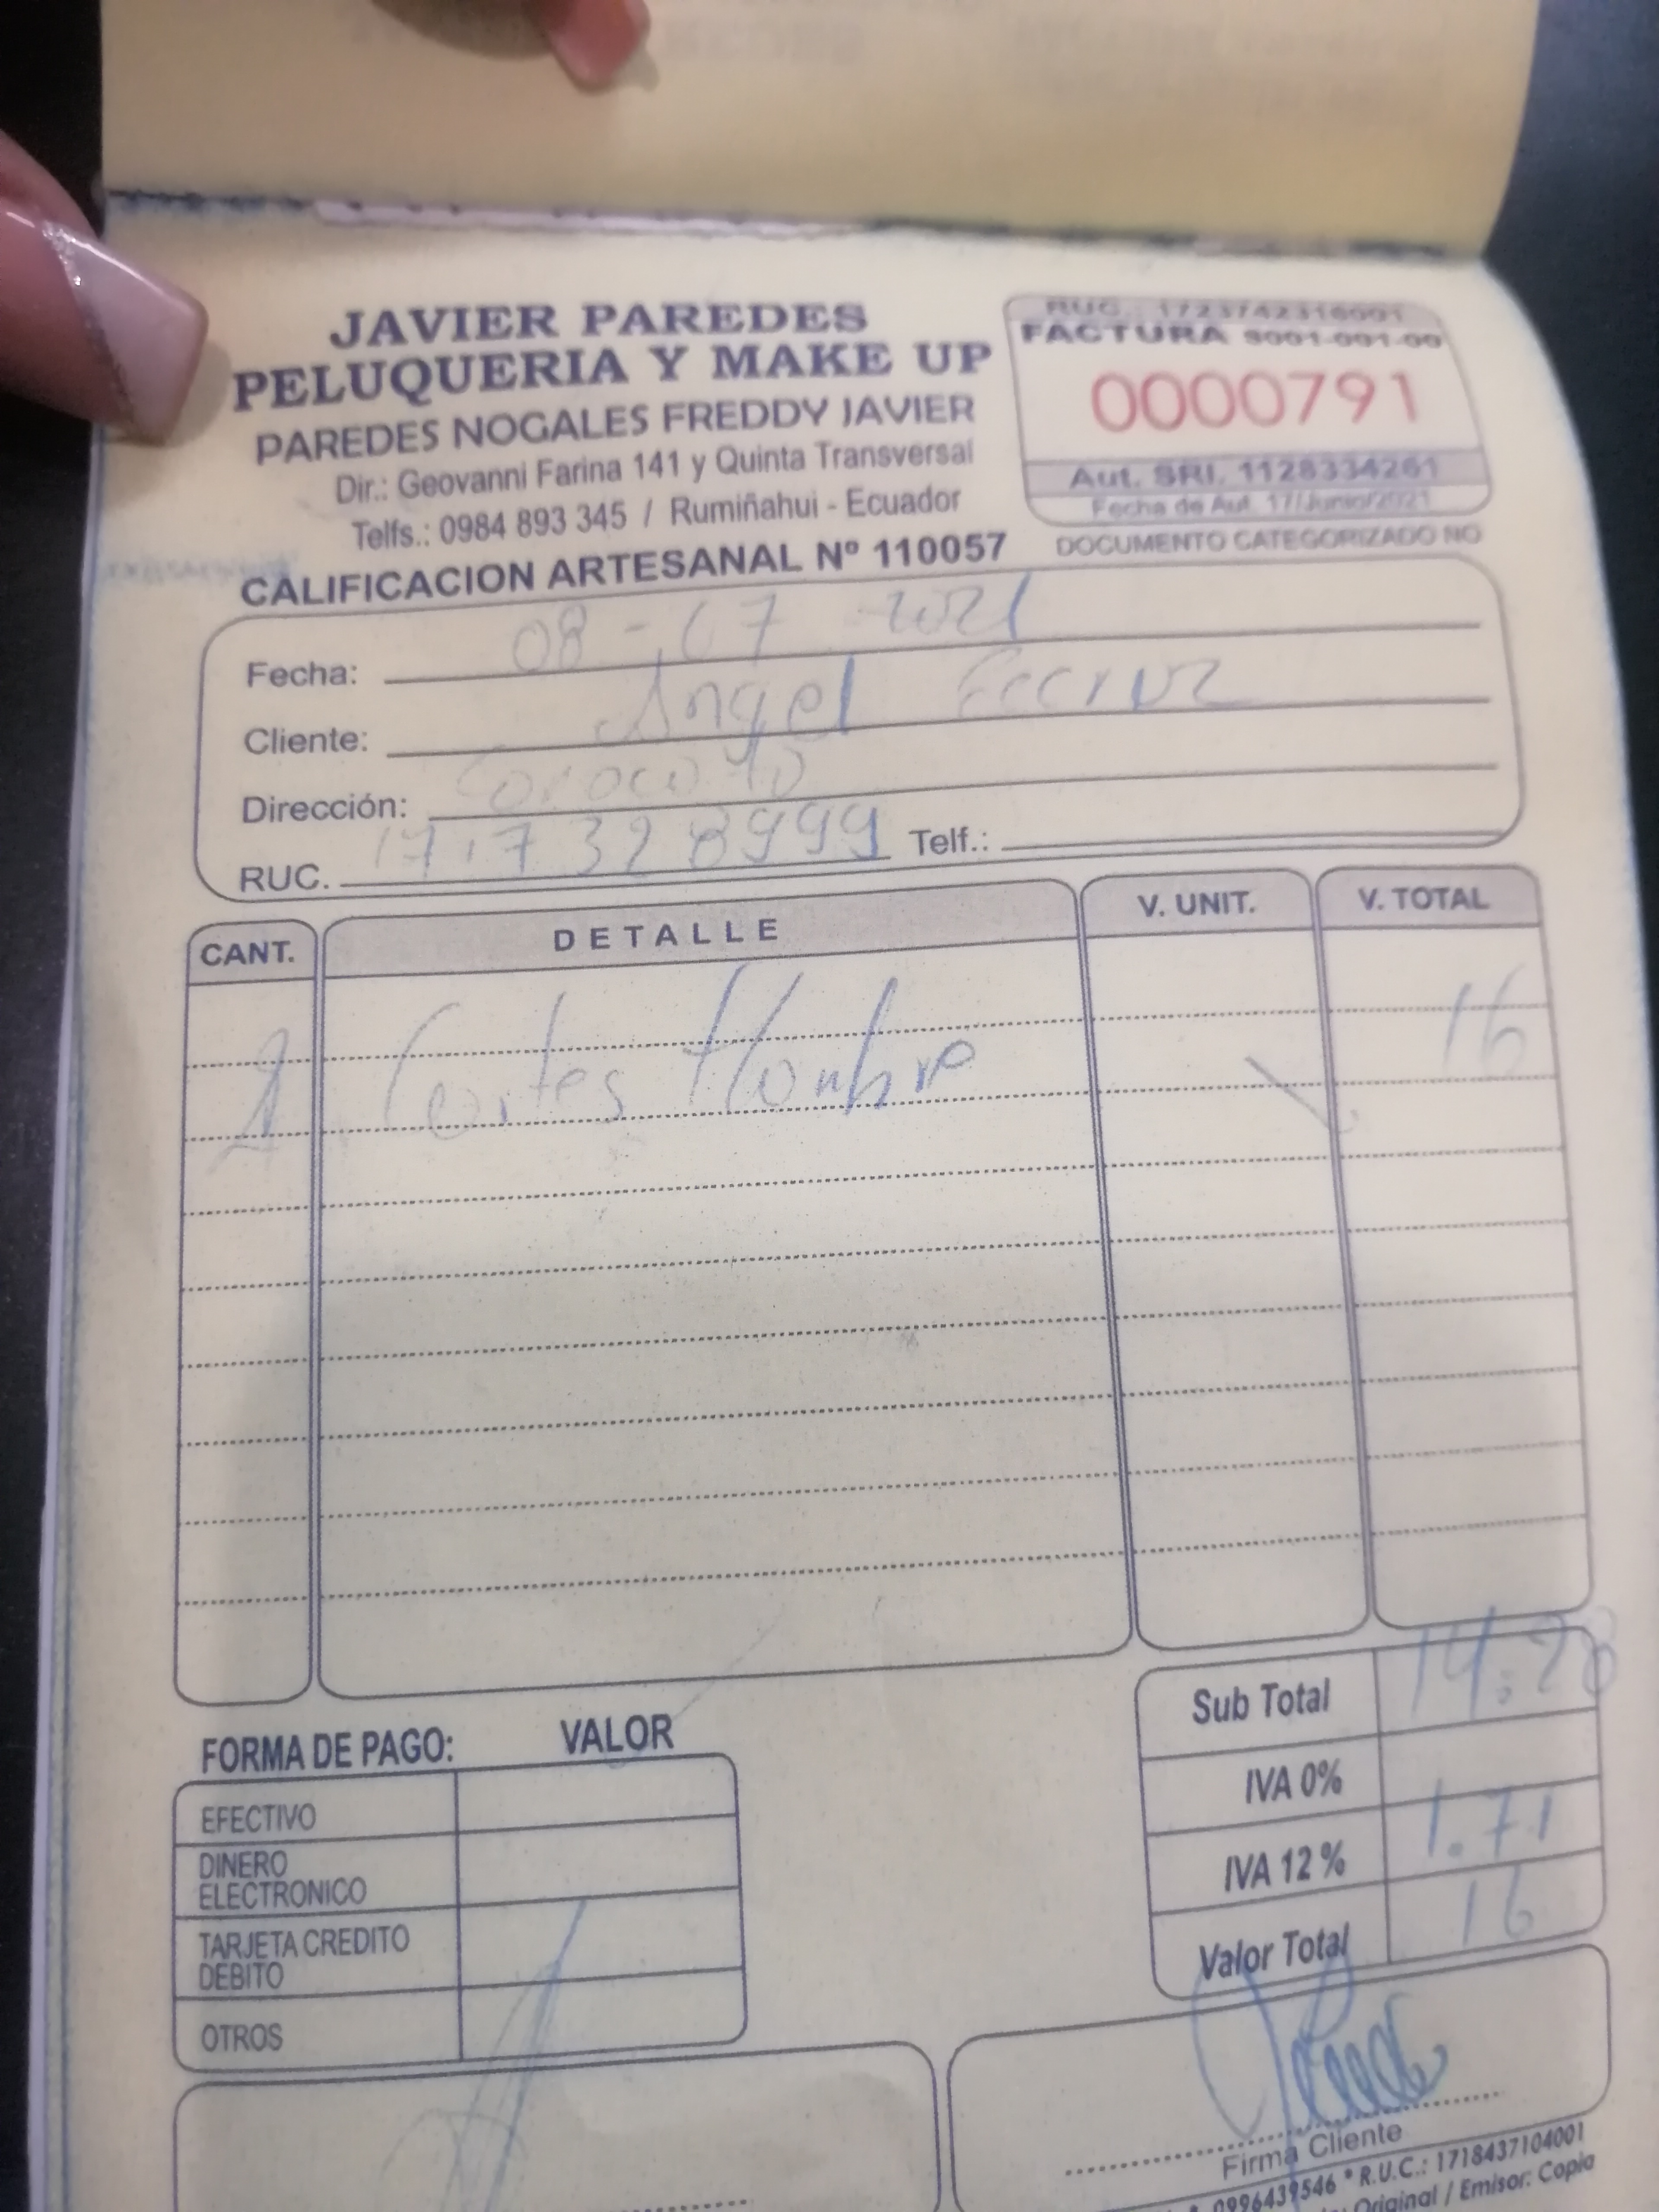 JAVIER PAREDES
PELUQUERIA Y MAKE UP
PAREDES NOGALES FREDDY JAVIER
Dir.: Geovanni Farina 141 y Quinta Transversal
Telfs.: 0984 893 345 / Rumiñahui - Ecuador
CALIFICACION ARTESANAL Nº 110057
RUC.: 1723742316001
FACTURA S001-001-00
0000791
Aut. SRI. 1128334261
Fecha de Aut. 17/Junio/2021
DOCUMENTO CATEGORIZADO NO
Fecha: 08-07 2021
Cliente: Angel
Dirección:
RUC. 1717328999 Telf.:
CANT. DETALLE V. UNIT. V. TOTAL
2 Cortes Hombre 16
Sub Total 14.28
IVA 0%
IVA 12 % 1.71
Valor Total 16
FORMA DE PAGO: VALOR
EFECTIVO
DINERO
ELECTRONICO
TARJETA CREDITO
DEBITO
OTROS
Firma Cliente
0996439546 * R.U.C.: 1718437104001
Original / Emisor: Copia